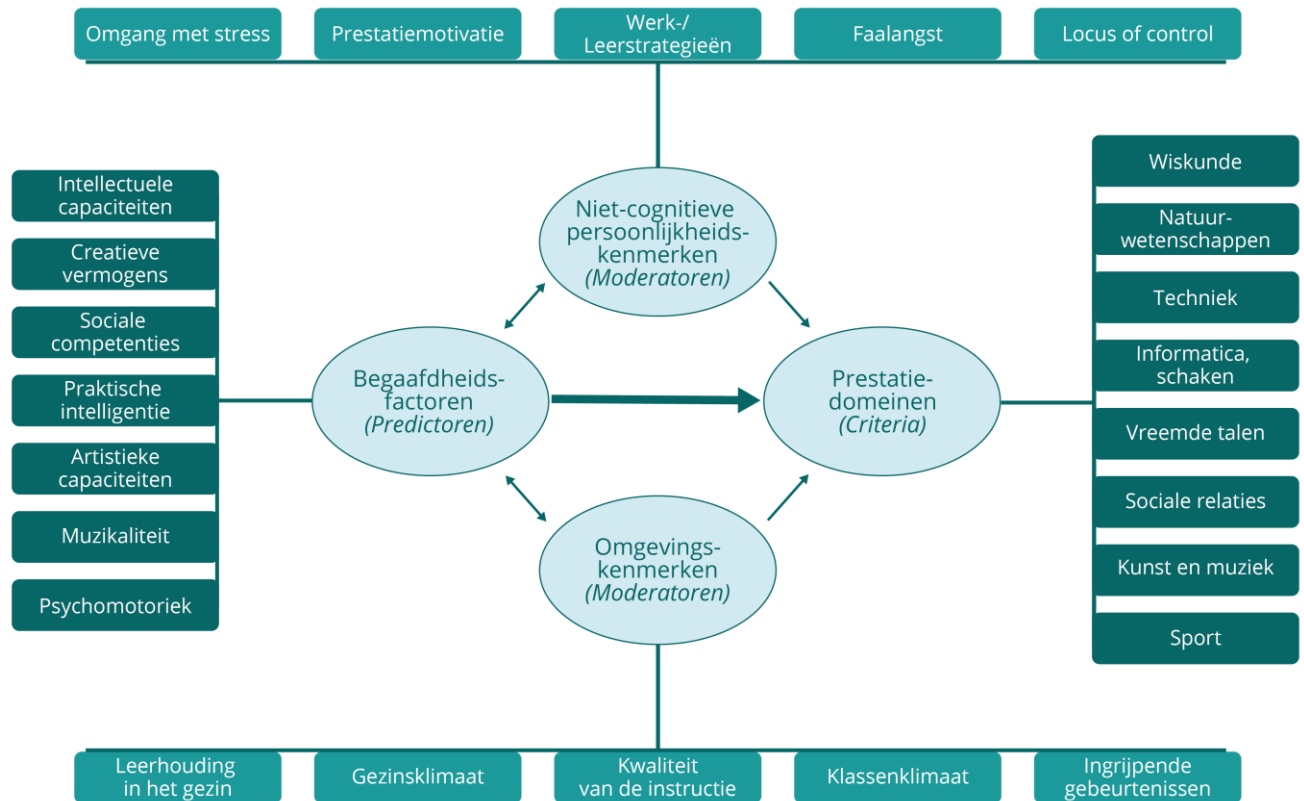 Omgang met stress
Prestatiemotivatie
Werk-/
Leerstrategieën
Faalangst
Locus of control
Intellectuele
capaciteiten
Creatieve
vermogens
Sociale
competenties
Praktische
intelligentie
Artistieke
capaciteiten
Muzikaliteit
Psychomotoriek
Niet-cognitieve
persoonlijkheids-
kenmerken
(Moderatoren)
Begaafdheids-
factoren
(Predictoren)
Prestatie-
domeinen
(Criteria)
Omgevings-
kenmerken
(Moderatoren)
Wiskunde
Natuur-
wetenschappen
Techniek
Informatica,
schaken
Vreemde talen
Sociale relaties
Kunst en muziek
Sport
Leerhouding
in het gezin
Gezinsklimaat
Kwaliteit
van de instructie
Klassenklimaat
Ingrijpende
gebeurtenissen